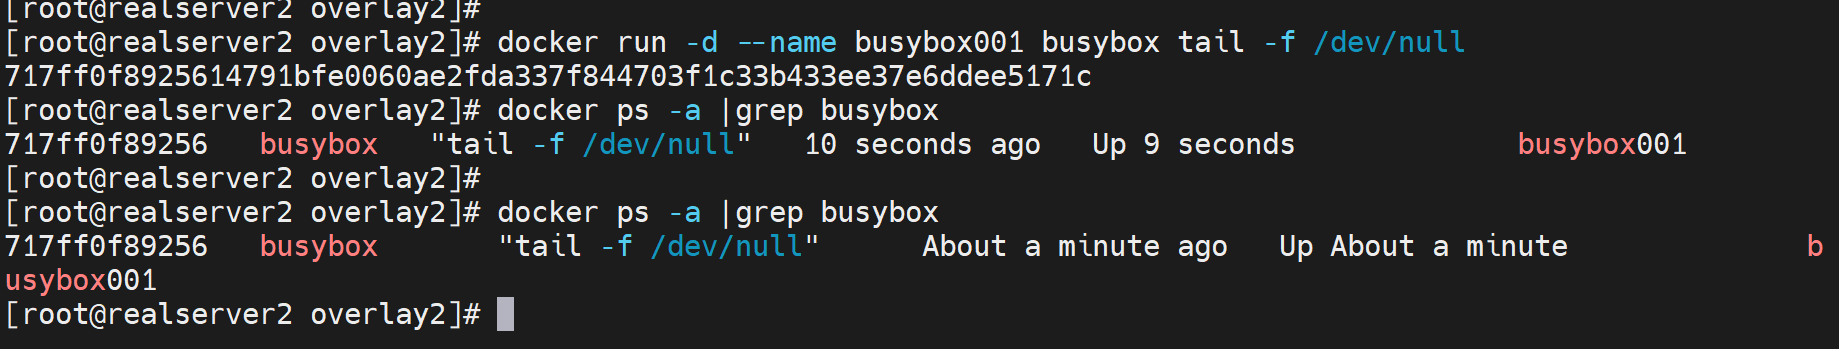 [root@realserver2 overlay2]#
[root@realserver2 overlay2]# docker run -d --name busybox001 busybox tail -f /dev/null
717ff0f8925614791bfe0060ae2fda337f844703f1c33b433ee37e6ddee5171c
[root@realserver2 overlay2]# docker ps -a |grep busybox
717ff0f89256   busybox   "tail -f /dev/null"   10 seconds ago   Up 9 seconds             busybox001
[root@realserver2 overlay2]#
[root@realserver2 overlay2]# docker ps -a |grep busybox
717ff0f89256   busybox       "tail -f /dev/null"      About a minute ago   Up About a minute              b
usybox001
[root@realserver2 overlay2]#